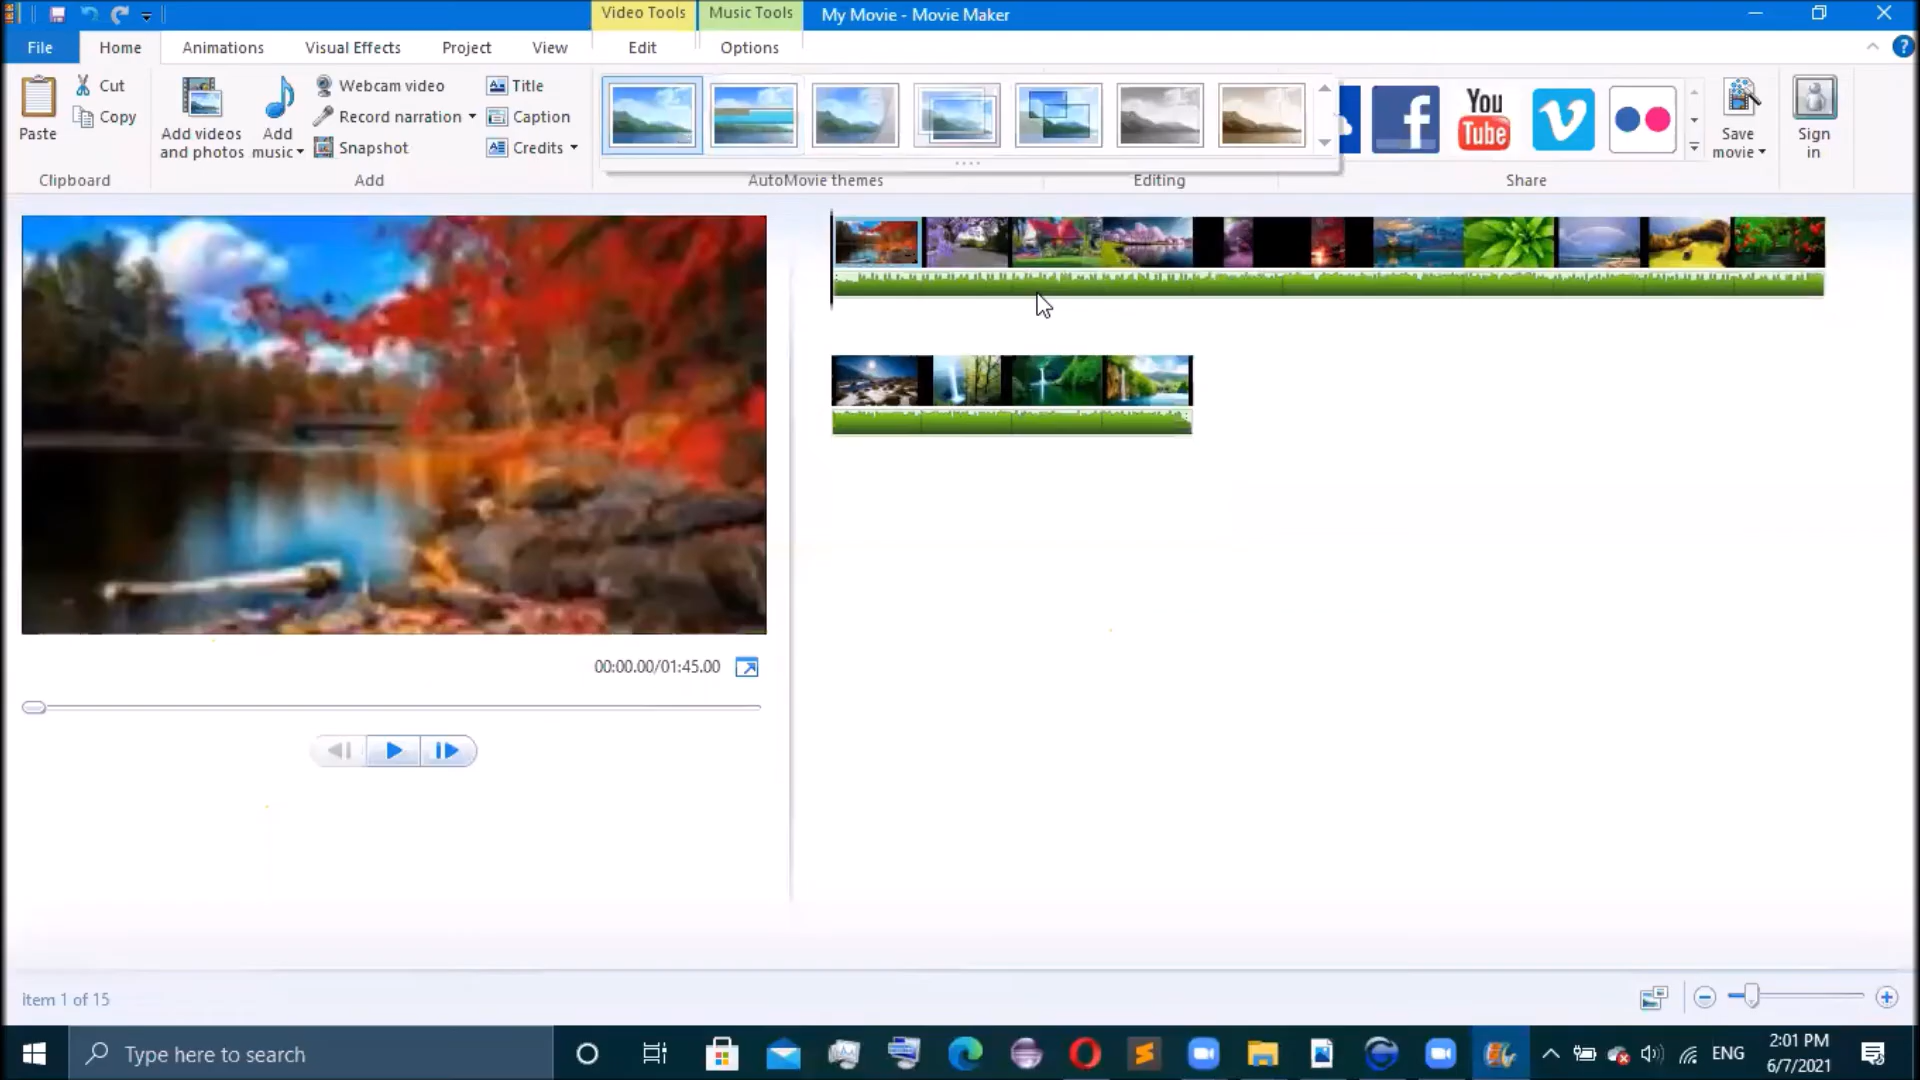 Video Tools
Music Tools
My Movie - Movie Maker
File
Home
Animations
Visual Effects
Project
View
Edit
Options
Paste
Cut
Copy
Clipboard
Add videos
and photos
Add
music
Webcam video
Record narration
Snapshot
Title
Caption
Credits
Add
AutoMovie themes
Editing
f
You
Tube
V
Share
Save
movie
Sign
in
00:00.00/01:45.00
item 1 of 15
Type here to search
ENG
2:01 PM
6/7/2021